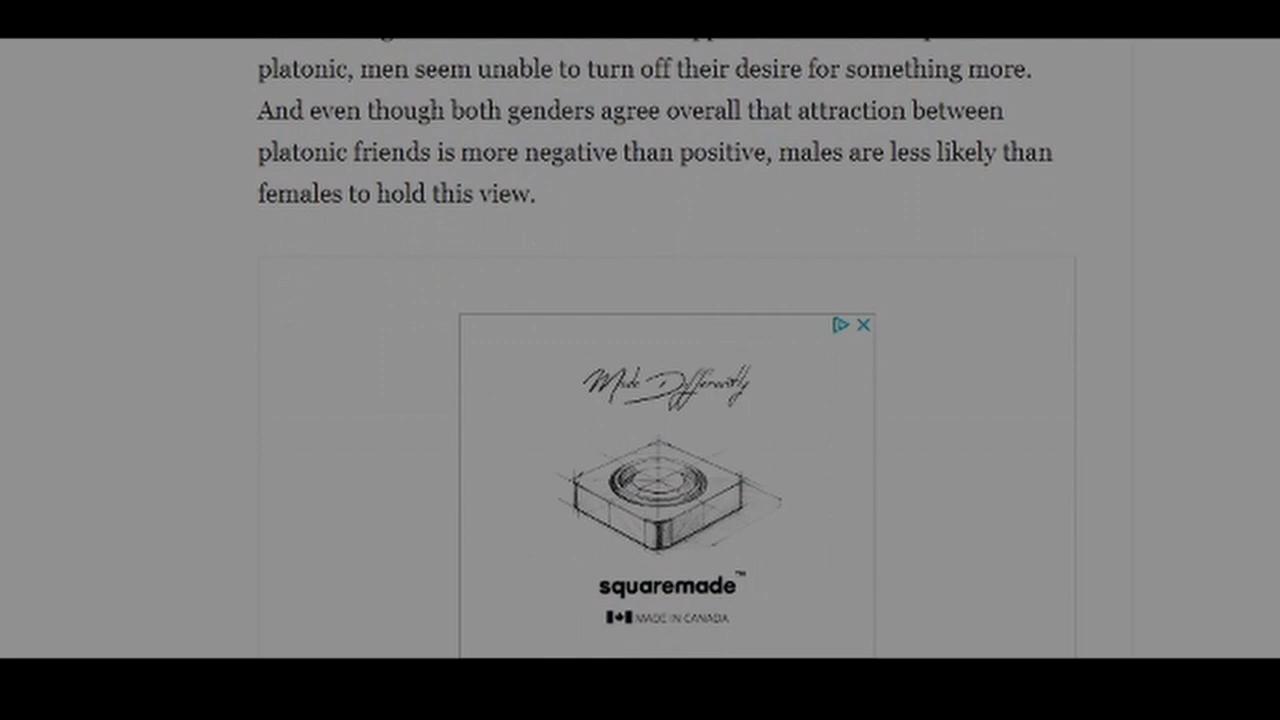 platonic, men seem unable to turn off their desire for something more.
And even though both genders agree overall that attraction between
platonic friends is more negative than positive, males are less likely than
females to hold this view.
Made Differently
squaremade™
MADE IN CANADA